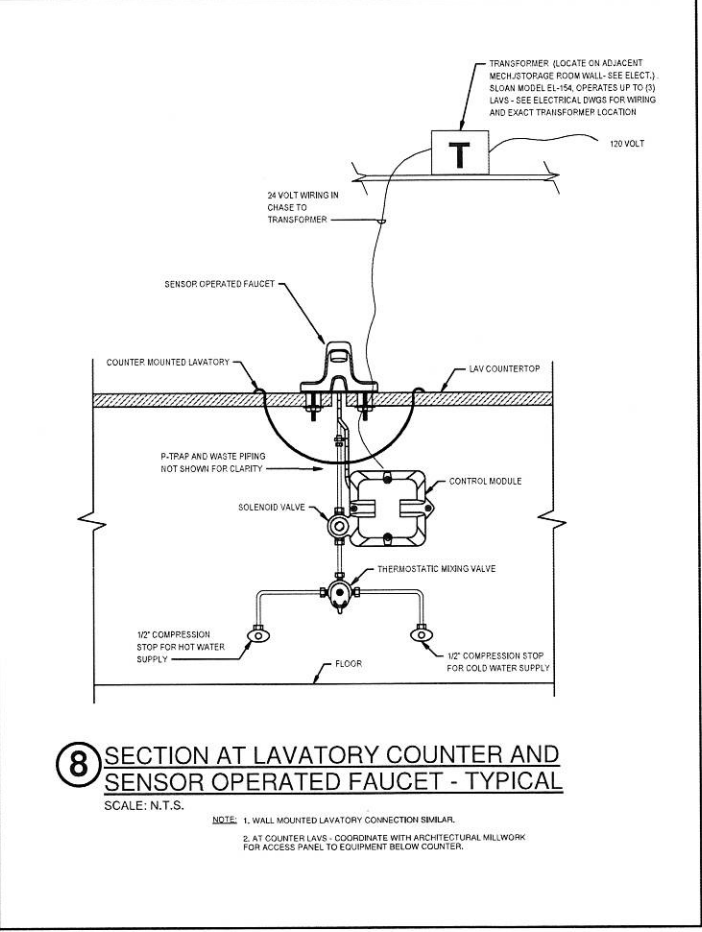 TRANSFORMER (LOCATE ON ADJACENT
MECH./STORAGE ROOM WALL- SEE ELECT.) .
SLOAN MODEL EL-154, OPERATES UP TO (3)
LAVS - SEE ELECTRICAL DWGS FOR WIRING
AND EXACT TRANSFORMER LOCATION
T
120 VOLT
24 VOLT WIRING IN
CHASE TO
TRANSFORMER
SENSOR OPERATED FAUCET
COUNTER MOUNTED LAVATORY
LAV COUNTERTOP
P-TRAP AND WASTE PIPING
NOT SHOWN FOR CLARITY
CONTROL MODULE
SOLENOID VALVE
THERMOSTATIC MIXING VALVE
1/2" COMPRESSION
STOP FOR HOT WATER
SUPPLY
1/2" COMPRESSION STOP
FOR COLD WATER SUPPLY
FLOOR
8 SECTION AT LAVATORY COUNTER AND
SENSOR OPERATED FAUCET - TYPICAL
SCALE: N.T.S.
NOTE: 1. WALL MOUNTED LAVATORY CONNECTION SIMILAR.
2. AT COUNTER LAVS - COORDINATE WITH ARCHITECTURAL MILLWORK
FOR ACCESS PANEL TO EQUIPMENT BELOW COUNTER.